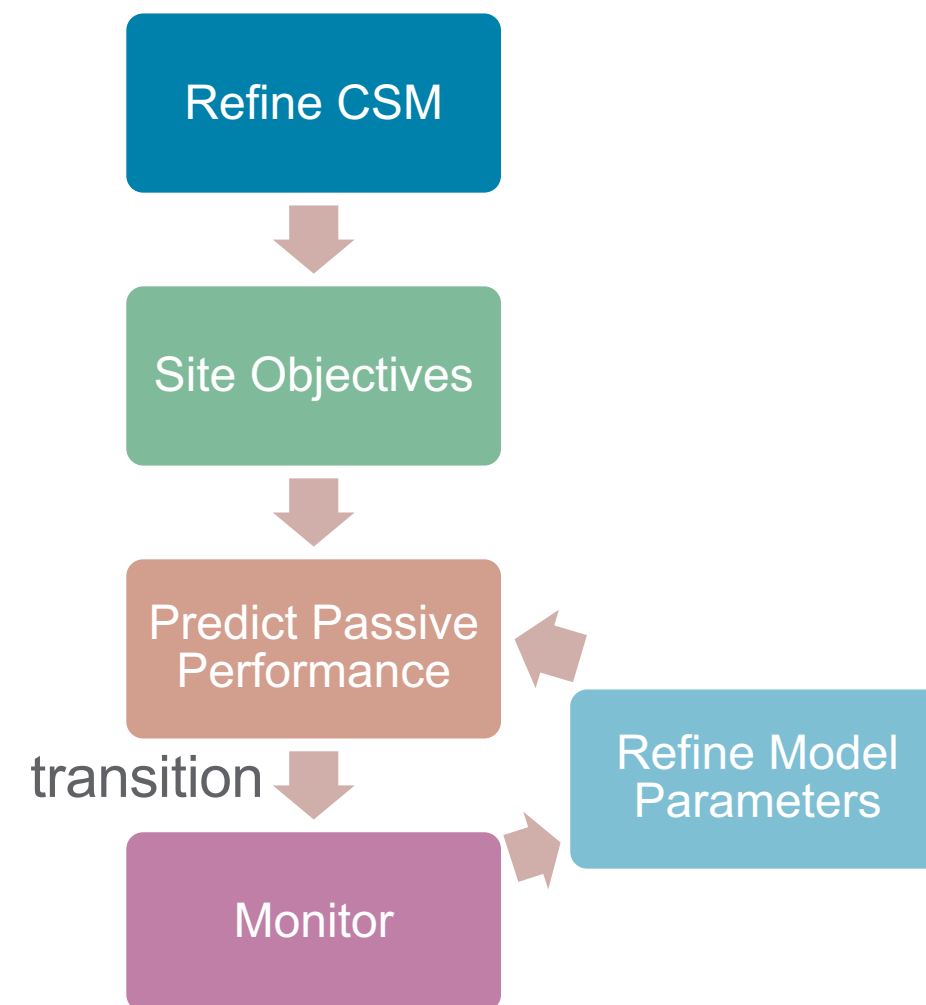 Refine CSM
Site Objectives
Predict Passive
Performance
transition
Refine Model
Parameters
Monitor